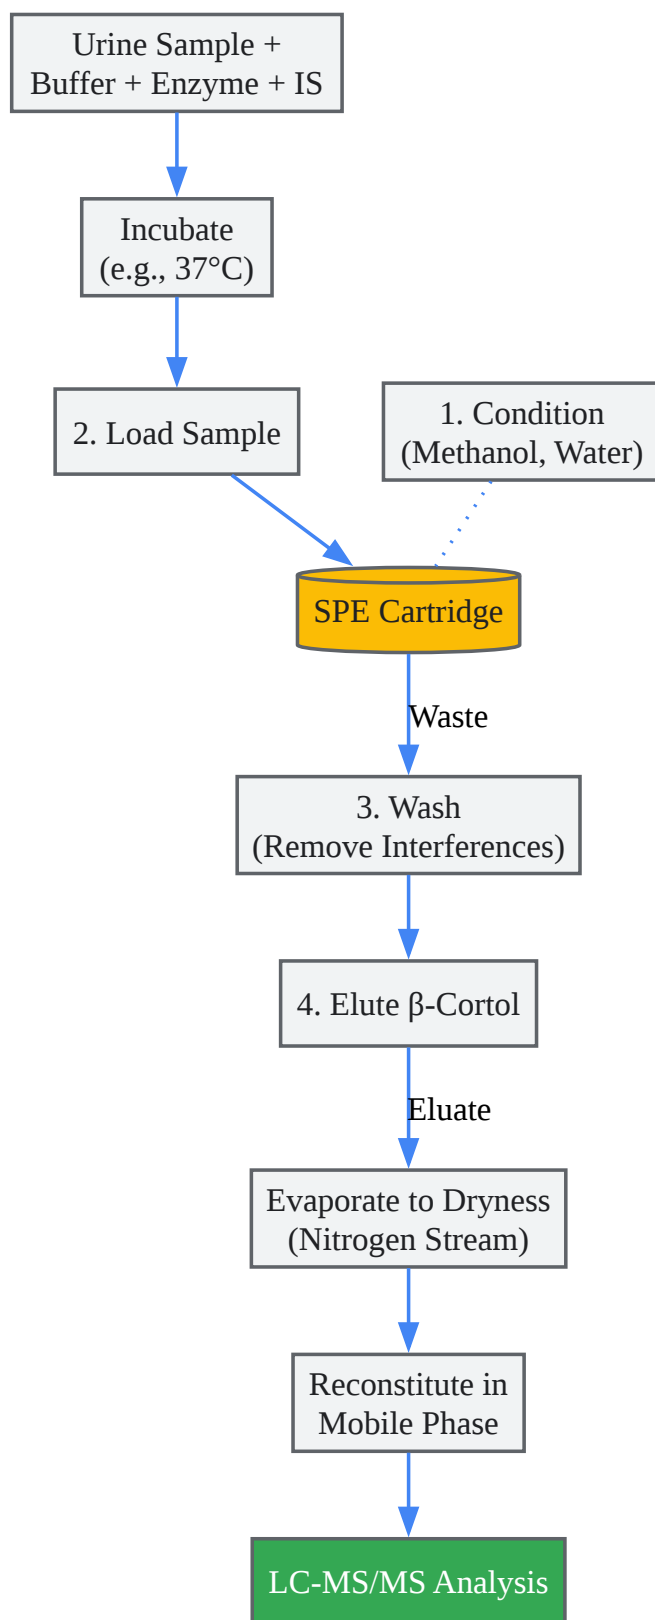 Urine Sample +
Buffer + Enzyme + IS
Incubate
(e.g., 37°C)
2. Load Sample
1. Condition
(Methanol, Water)
SPE Cartridge
Waste
3. Wash
(Remove Interferences)
4. Elute β-Cortol
Eluate
Evaporate to Dryness
(Nitrogen Stream)
Reconstitute in
Mobile Phase
LC-MS/MS Analysis